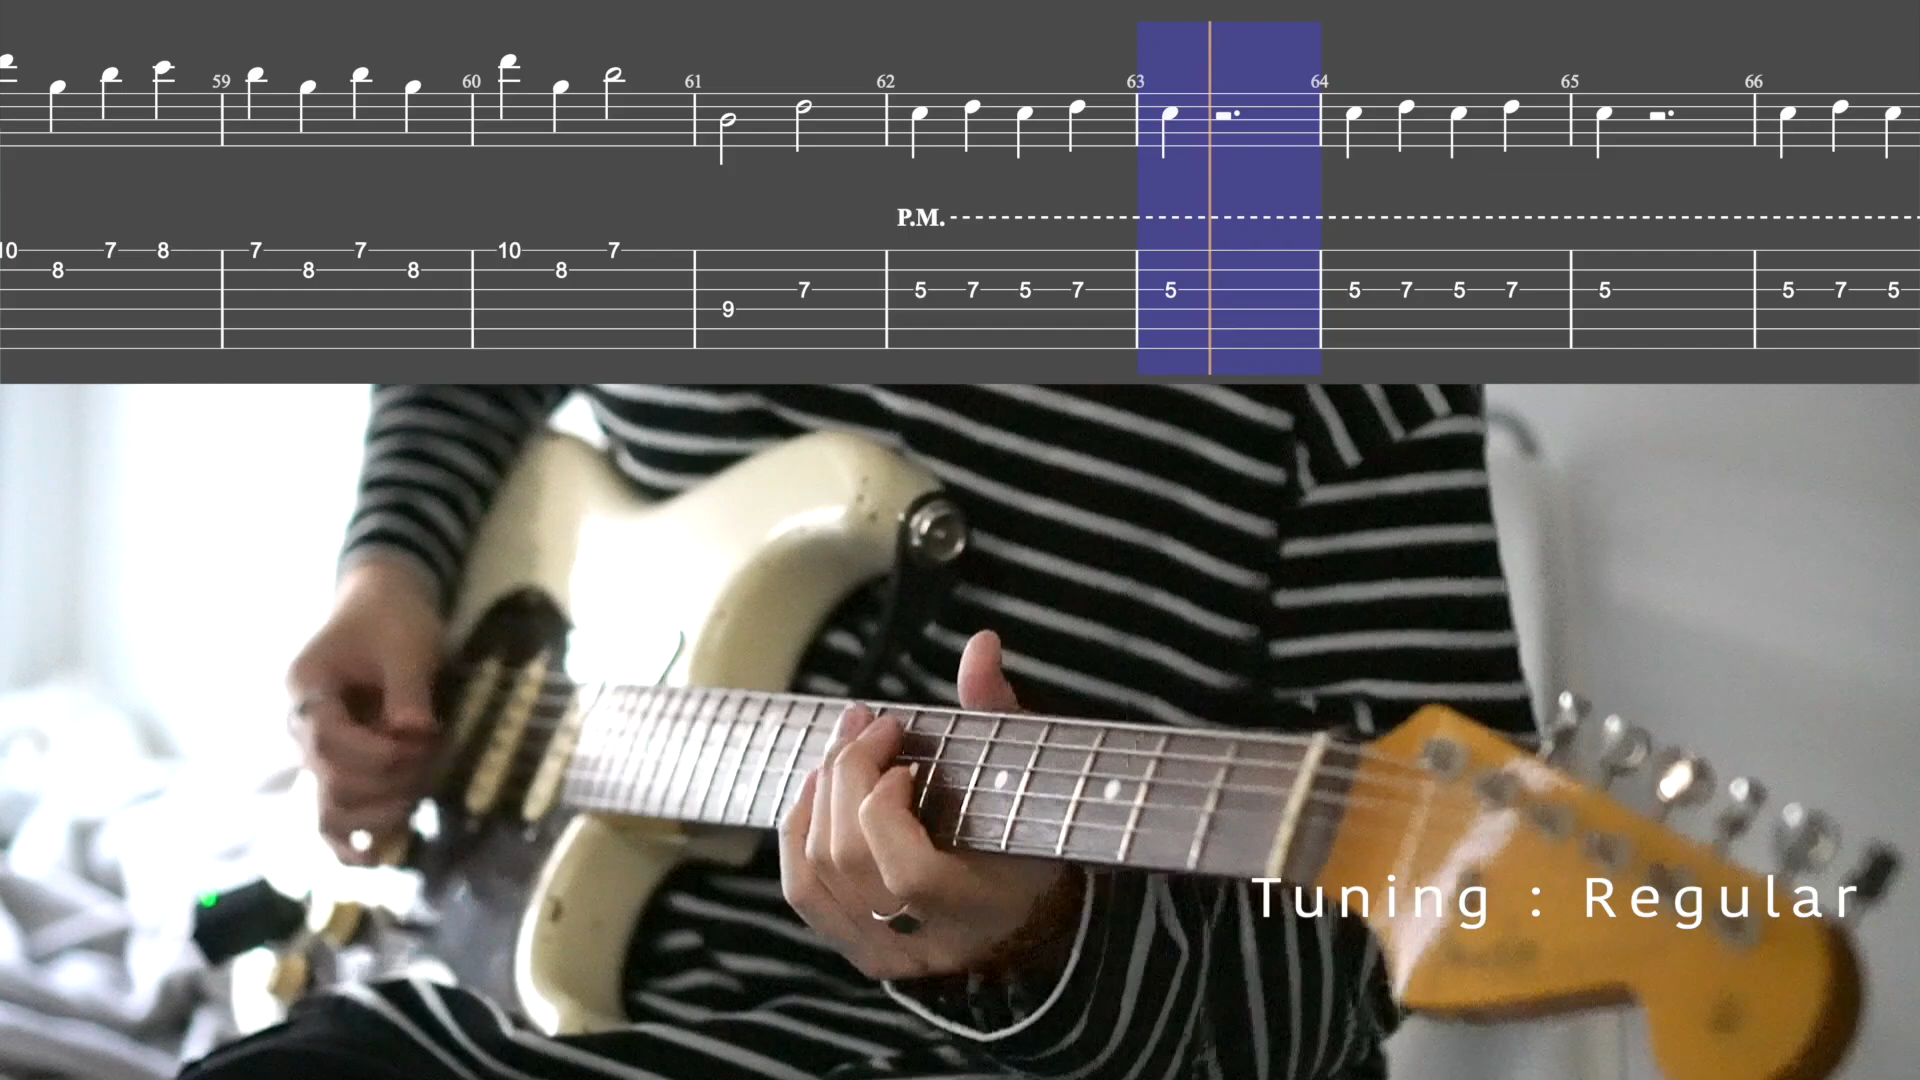 59 60 61 62 63 64 65 66
P.M.
10 7 8 7 7 10 7
8 8 8 8
7 5 7 5 7 5 5 7 5 7 5 5 7 5
9
Tuning : Regular